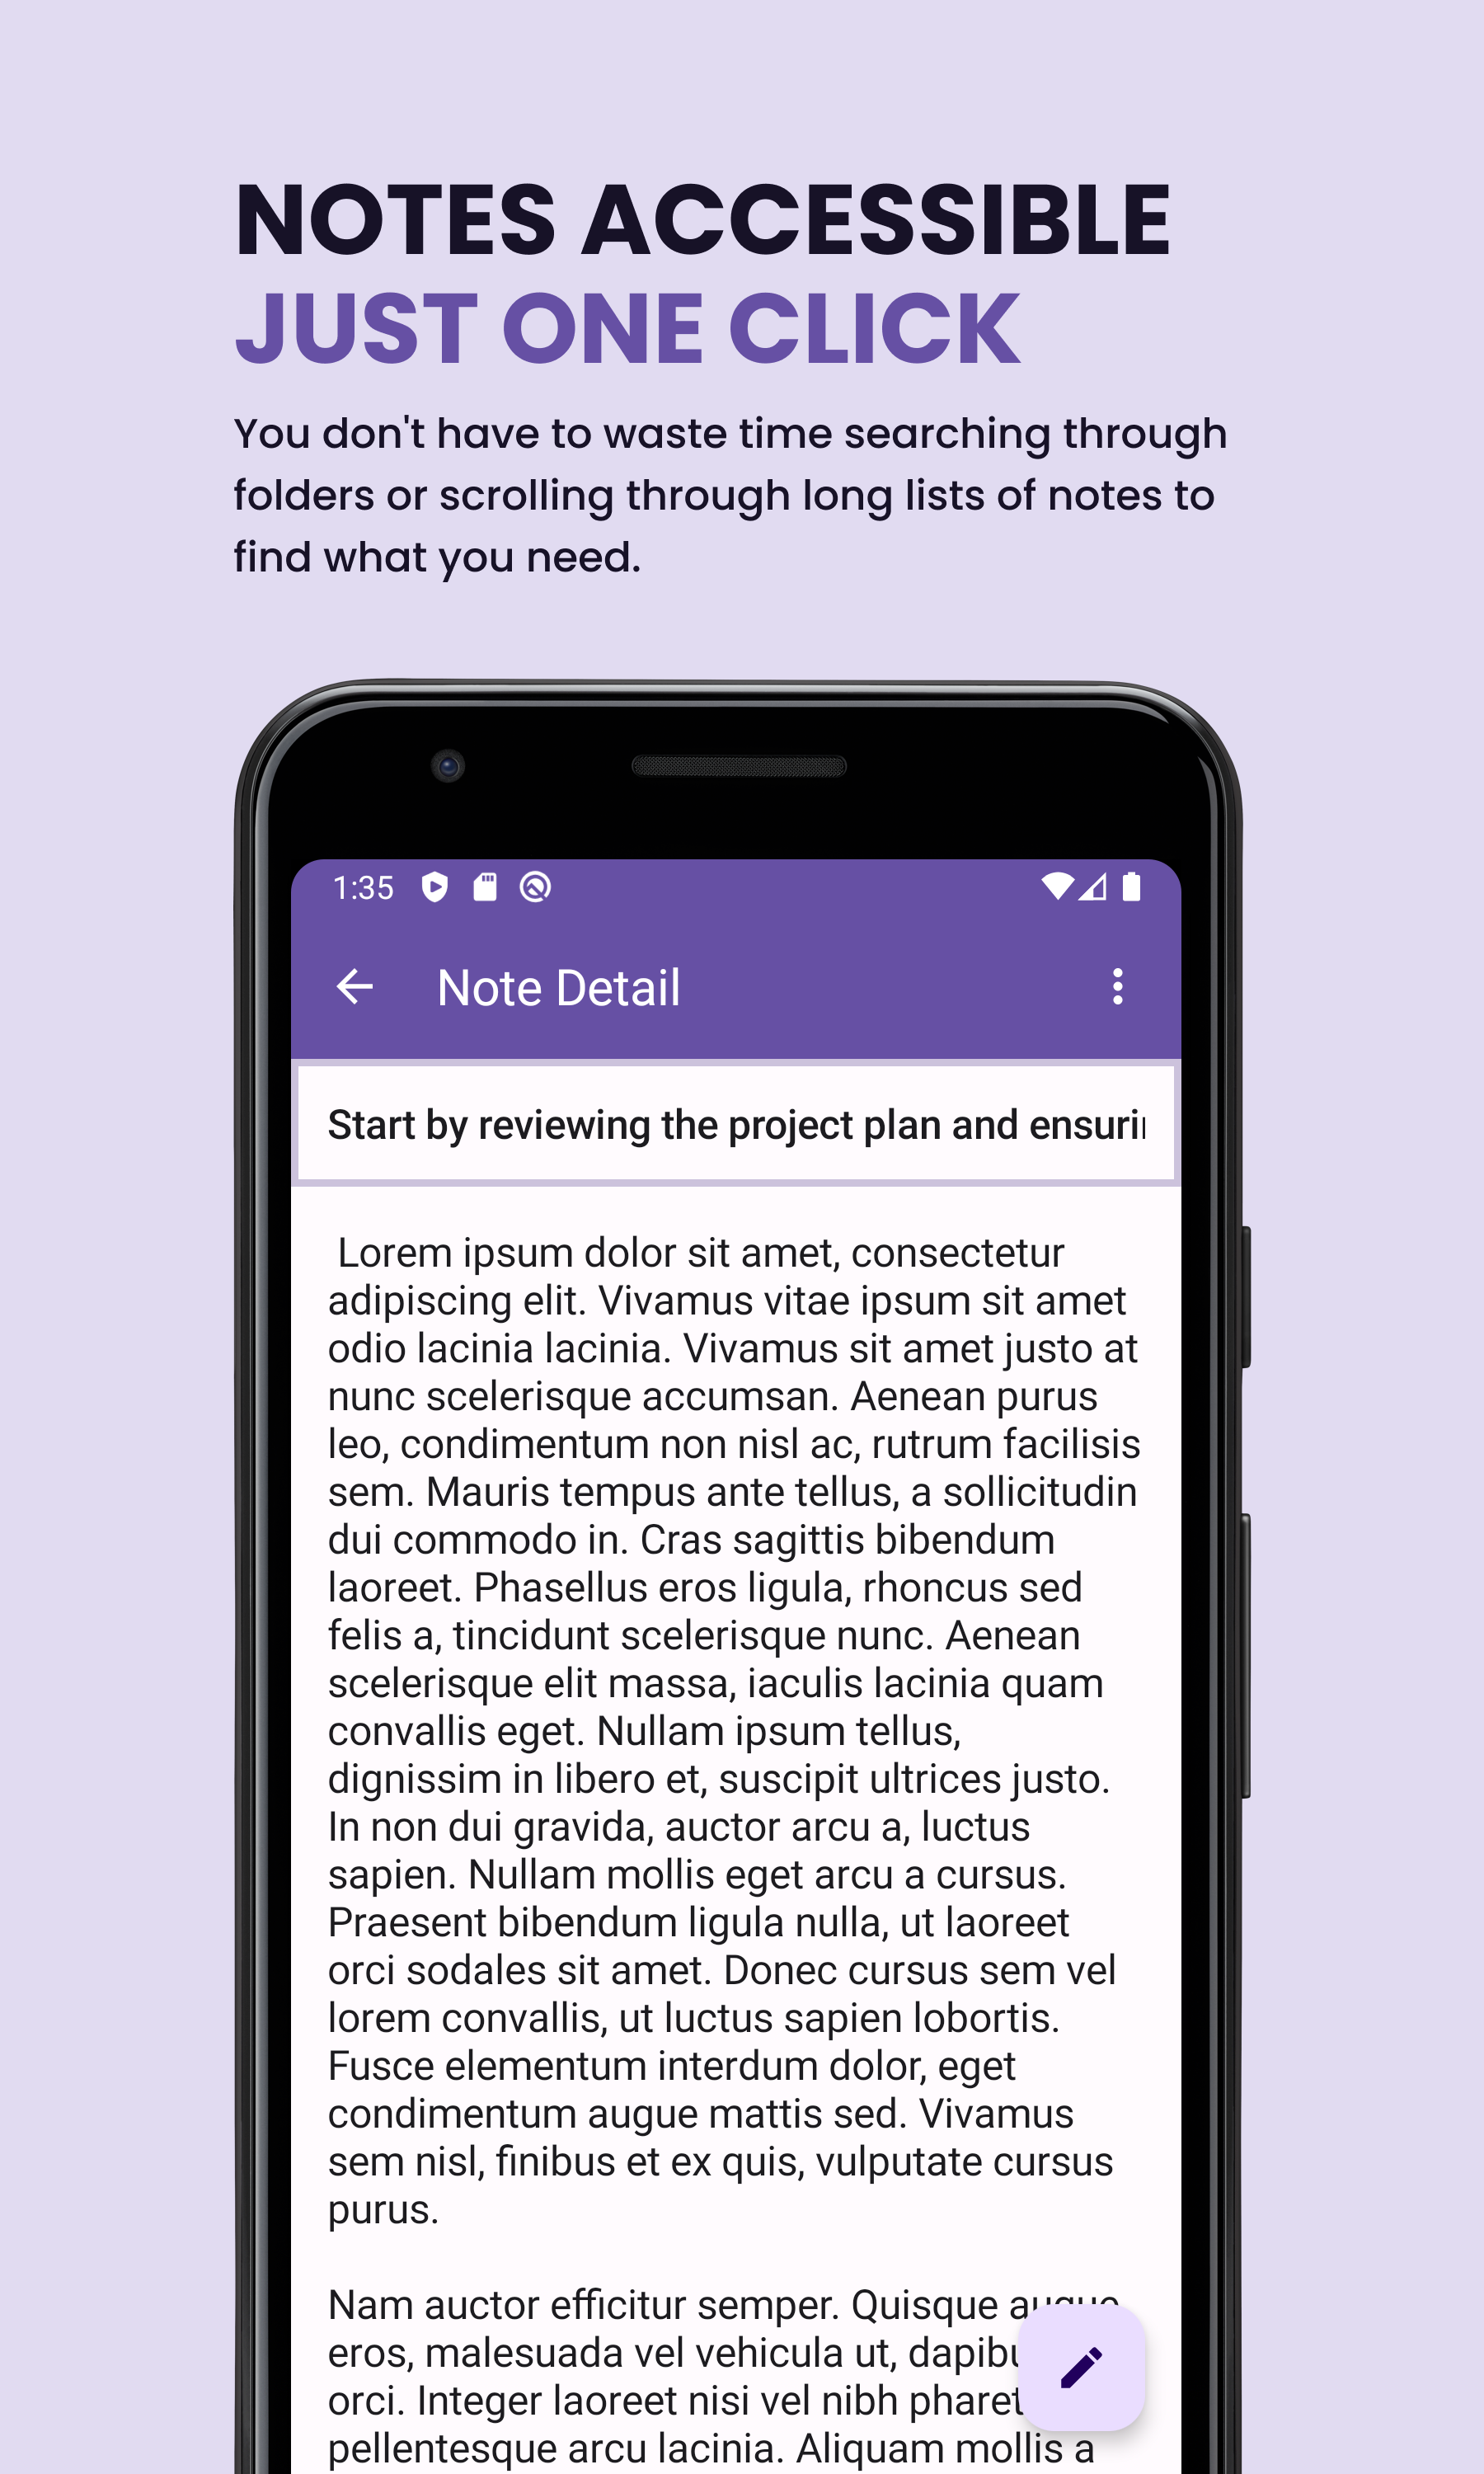 NOTES ACCESSIBLE
JUST ONE CLICK
You don't have to waste time searching through
folders or scrolling through long lists of notes to
find what you need.
1:35
Note Detail
Start by reviewing the project plan and
Lorem ipsum dolor sit amet, consectetur
adipiscing elit. Vivamus vitae ipsum sit amet
odio lacinia lacinia. Vivamus sit amet justo at
nunc scelerisque accumsan. Aenean purus
leo, condimentum non nisl ac, rutrum facilisis
sem. Mauris tempus ante tellus, a sollicitudin
dui commodo in. Cras sagittis bibendum
laoreet. Phasellus eros ligula, rhoncus sed
felis a, tincidunt scelerisque nunc. Aenean
scelerisque elit massa, iaculis lacinia quam
convallis eget. Nullam ipsum tellus,
dignissim in libero et, suscipit ultrices justo.
In non dui gravida, auctor arcu a, luctus
sapien. Nullam mollis eget arcu a cursus.
Praesent bibendum ligula nulla, ut laoreet
orci sodales sit amet. Donec cursus sem vel
lorem convallis, ut luctus sapien lobortis.
Fusce elementum interdum dolor, eget
condimentum augue mattis sed. Vivamus
sem nisl, finibus et ex quis, vulputate cursus
purus.
Nam auctor efficitur semper. Quisque augue
eros, malesuada vel vehicula ut,
orci. Integer laoreet nisi vel nibh
pellentesque arcu lacinia. Aliquam mollis a